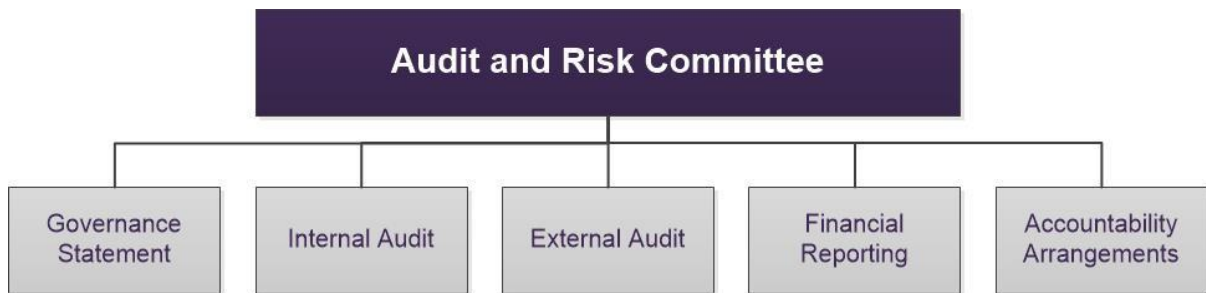 Audit and Risk Committee
Governance
Statement
Internal Audit
External Audit
Financial
Reporting
Accountability
Arrangements